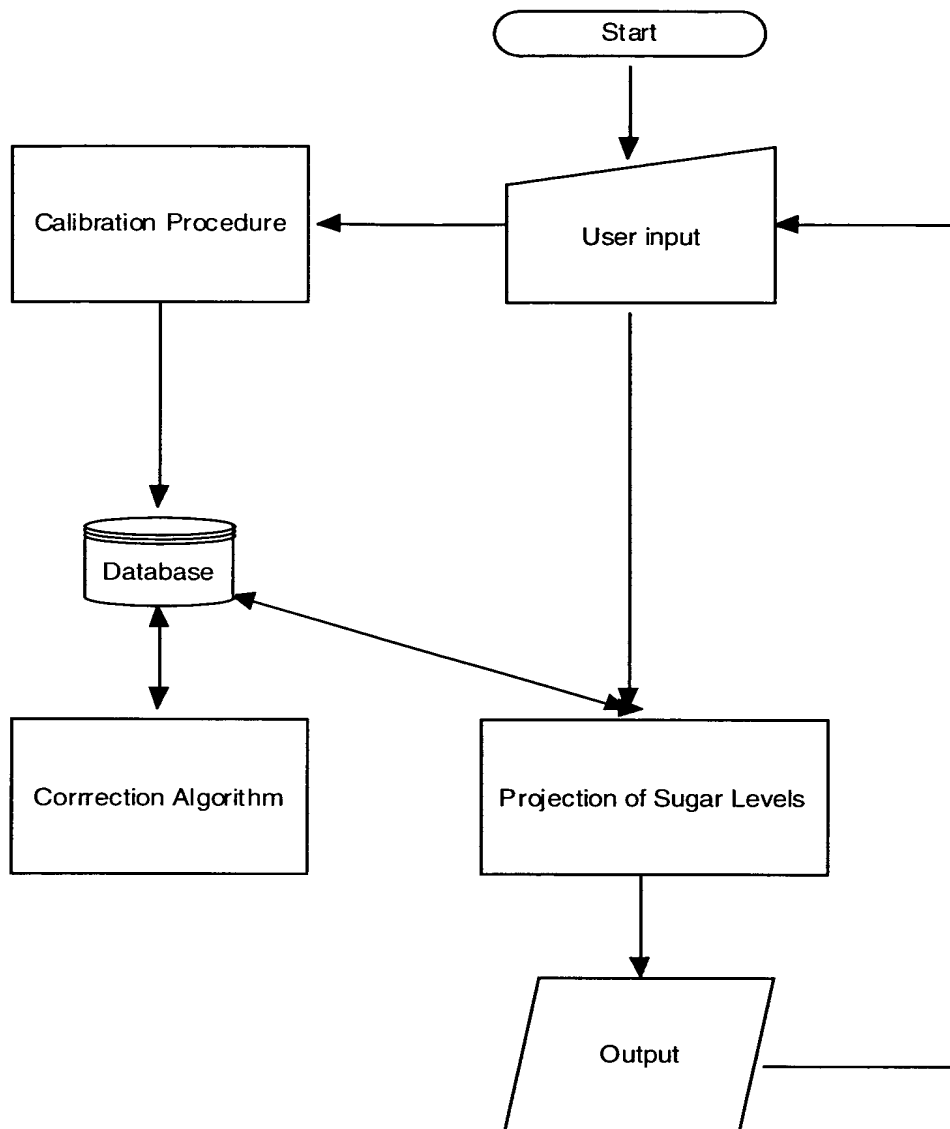 Start
Calibration Procedure
User input
Database
Corrrection Algorithm
Projection of Sugar Levels
Output